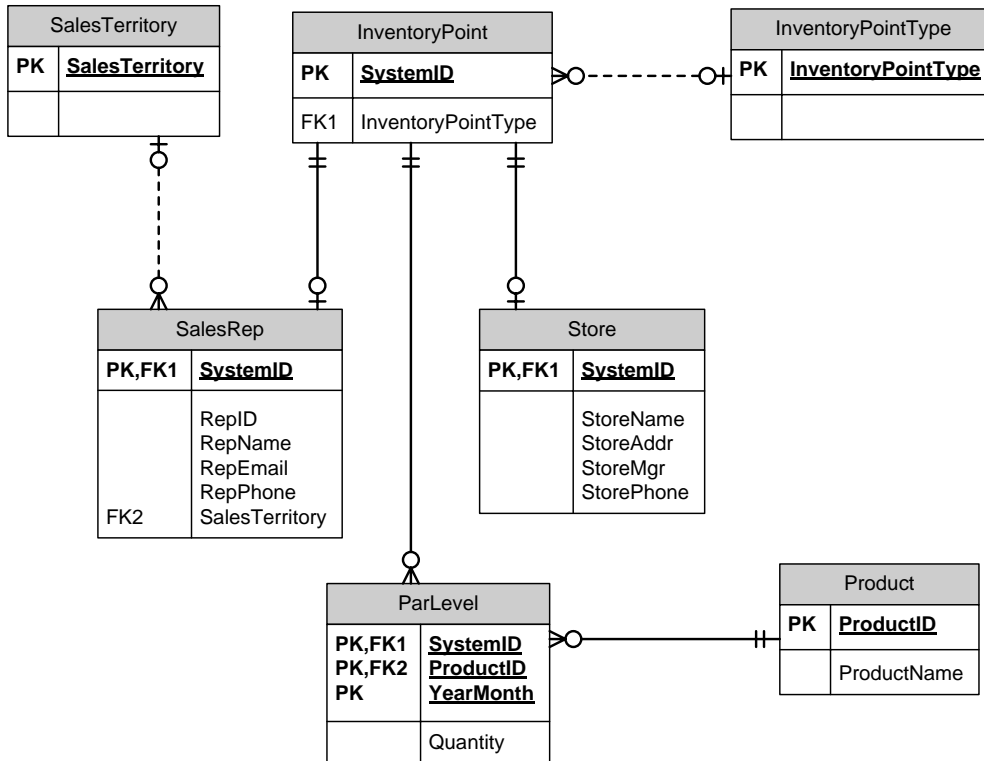 SalesTerritory
PK SalesTerritory
InventoryPoint
PK SystemID
FK1 InventoryPointType
InventoryPointType
PK InventoryPointType
SalesRep
PK,FK1 SystemID
RepID
RepName
RepEmail
RepPhone
FK2 SalesTerritory
Store
PK,FK1 SystemID
StoreName
StoreAddr
StoreMgr
StorePhone
ParLevel
PK,FK1 SystemID
PK,FK2 ProductID
PK YearMonth
Quantity
Product
PK ProductID
ProductName